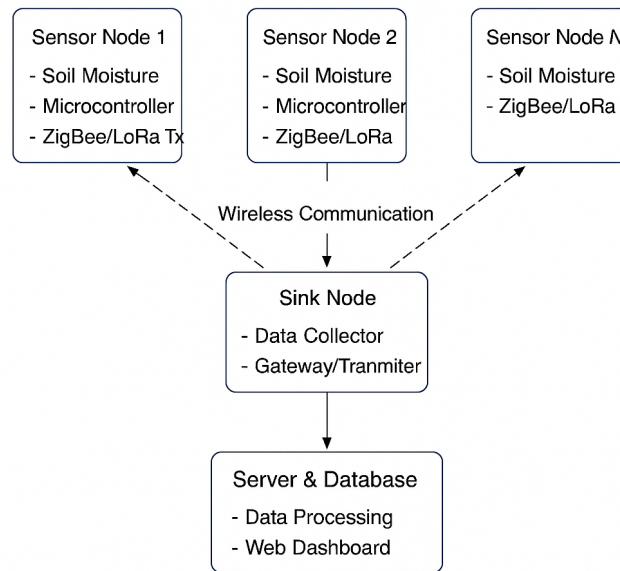 Sensor Node 1
- Soil Moisture
- Microcontroller
- ZigBee/LoRa Tx
Sensor Node 2
- Soil Moisture
- Microcontroller
- ZigBee/LoRa
Sensor Node N
- Soil Moisture
- ZigBee/LoRa
Wireless Communication
Sink Node
- Data Collector
- Gateway/Tranmiter
Server & Database
- Data Processing
- Web Dashboard